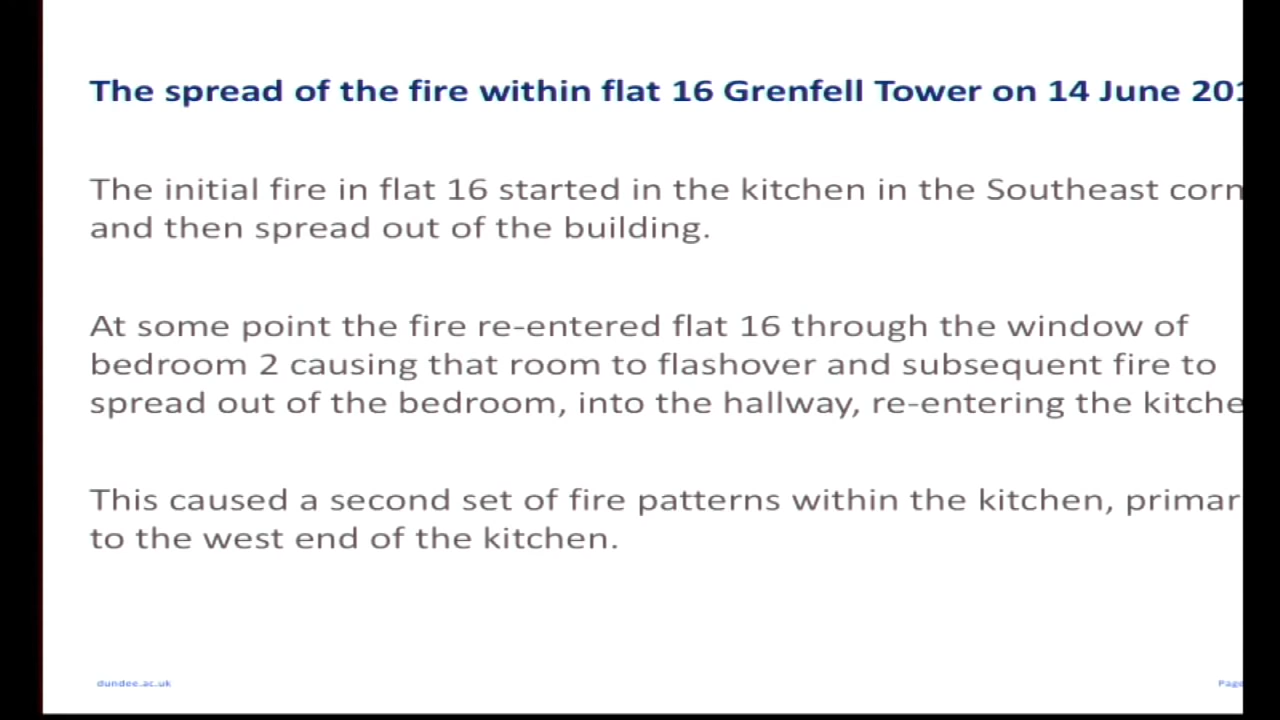 The spread of the fire within flat 16 Grenfell Tower on 14 June 201
The initial fire in flat 16 started in the kitchen in the Southeast corn
and then spread out of the building.
At some point the fire re-entered flat 16 through the window of
bedroom 2 causing that room to flashover and subsequent fire to
spread out of the bedroom, into the hallway, re-entering the kitche
This caused a second set of fire patterns within the kitchen, primar
to the west end of the kitchen.
dundee.ac.uk
Page